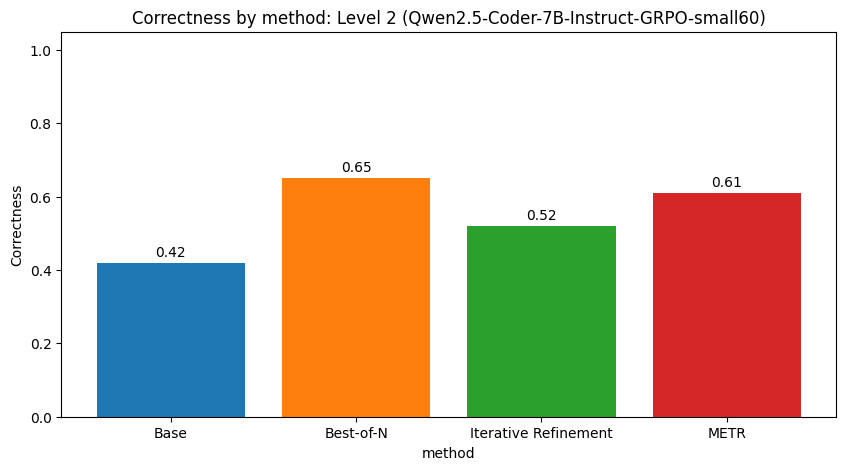 Correctness by method: Level 2 (Qwen2.5-Coder-7B-Instruct-GRPO-small60)
1.0
0.8
0.6
0.4
0.2
0.0
Correctness
0.42
0.65
0.52
0.61
Base
Best-of-N
Iterative Refinement
METR
method